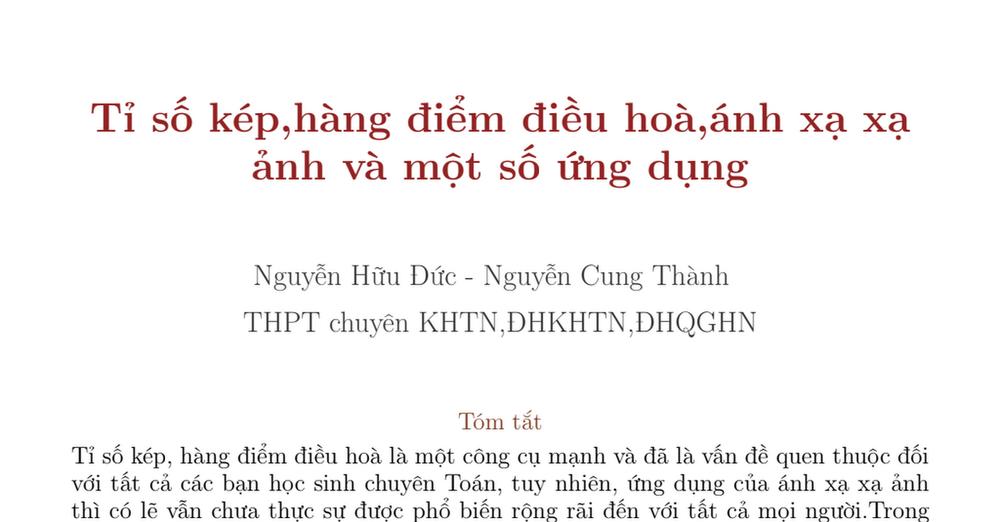 Tỉ số kép,hàng điểm điều hoà,ánh xạ xạ
ảnh và một số ứng dụng
Nguyễn Hữu Đức - Nguyễn Cung Thành
THPT chuyên KHTN,ĐHKHTN,ĐHQGHN
Tóm tắt
Tỉ số kép, hàng điểm điều hoà là một công cụ mạnh và đã là vấn đề quen thuộc đối
với tất cả các bạn học sinh chuyên Toán, tuy nhiên, ứng dụng của ánh xạ xạ ảnh
thì có lẽ vẫn chưa thực sự được phổ biến rộng rãi đến với tất cả mọi người.Trong